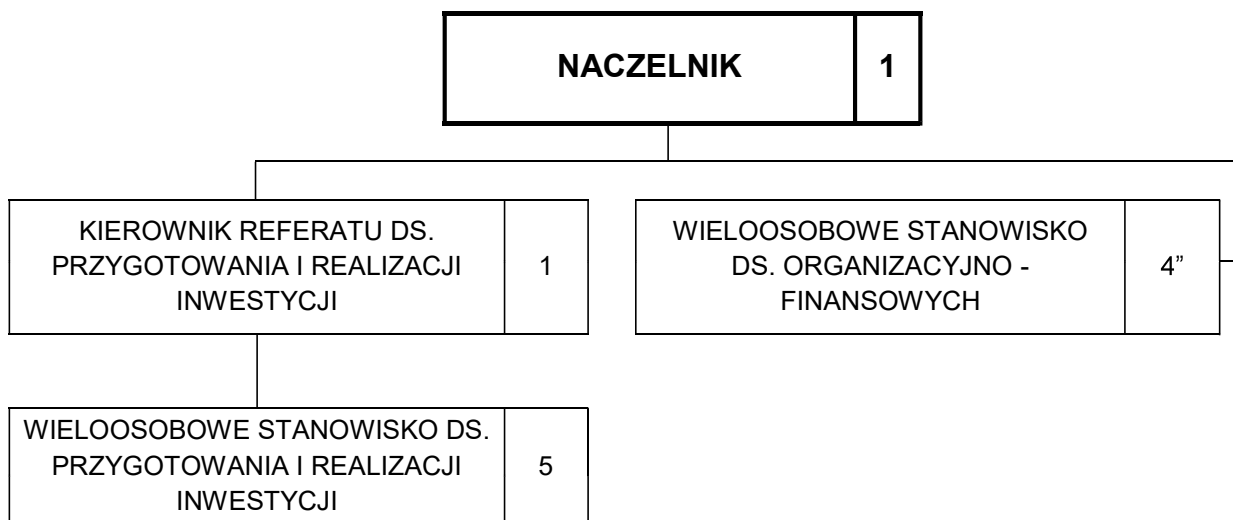 NACZELNIK
1
KIEROWNIK REFERATU DS.
PRZYGOTOWANIA I REALIZACJI
INWESTYCJI
1
WIELOOSOBOWE STANOWISKO
DS. ORGANIZACYJNO -
FINANSOWYCH
4”
WIELOOSOBOWE STANOWISKO DS.
PRZYGOTOWANIA I REALIZACJI
INWESTYCJI
5